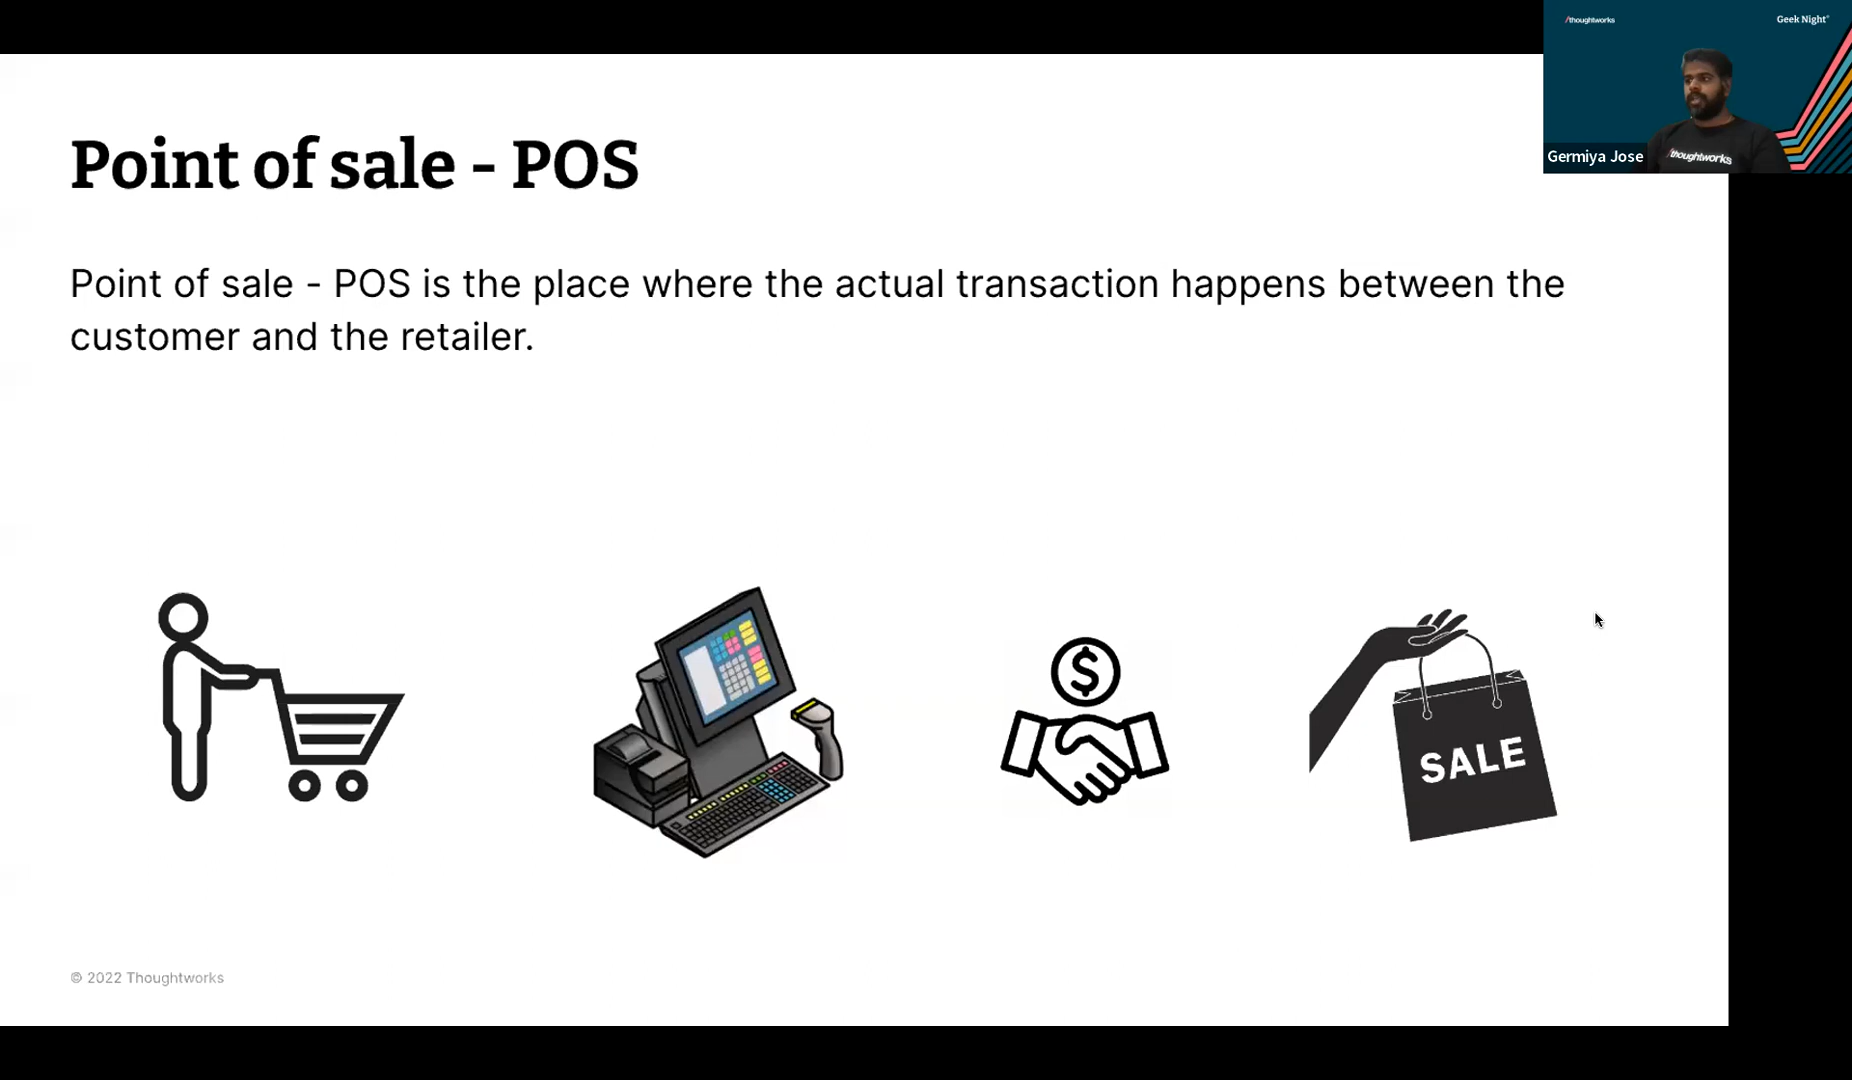 /thoughtworks
Geek Night
Point of sale - POS
Germiya Jose
/thoughtworks
Point of sale - POS is the place where the actual transaction happens between the
customer and the retailer.
$
SALE
© 2022 Thoughtworks